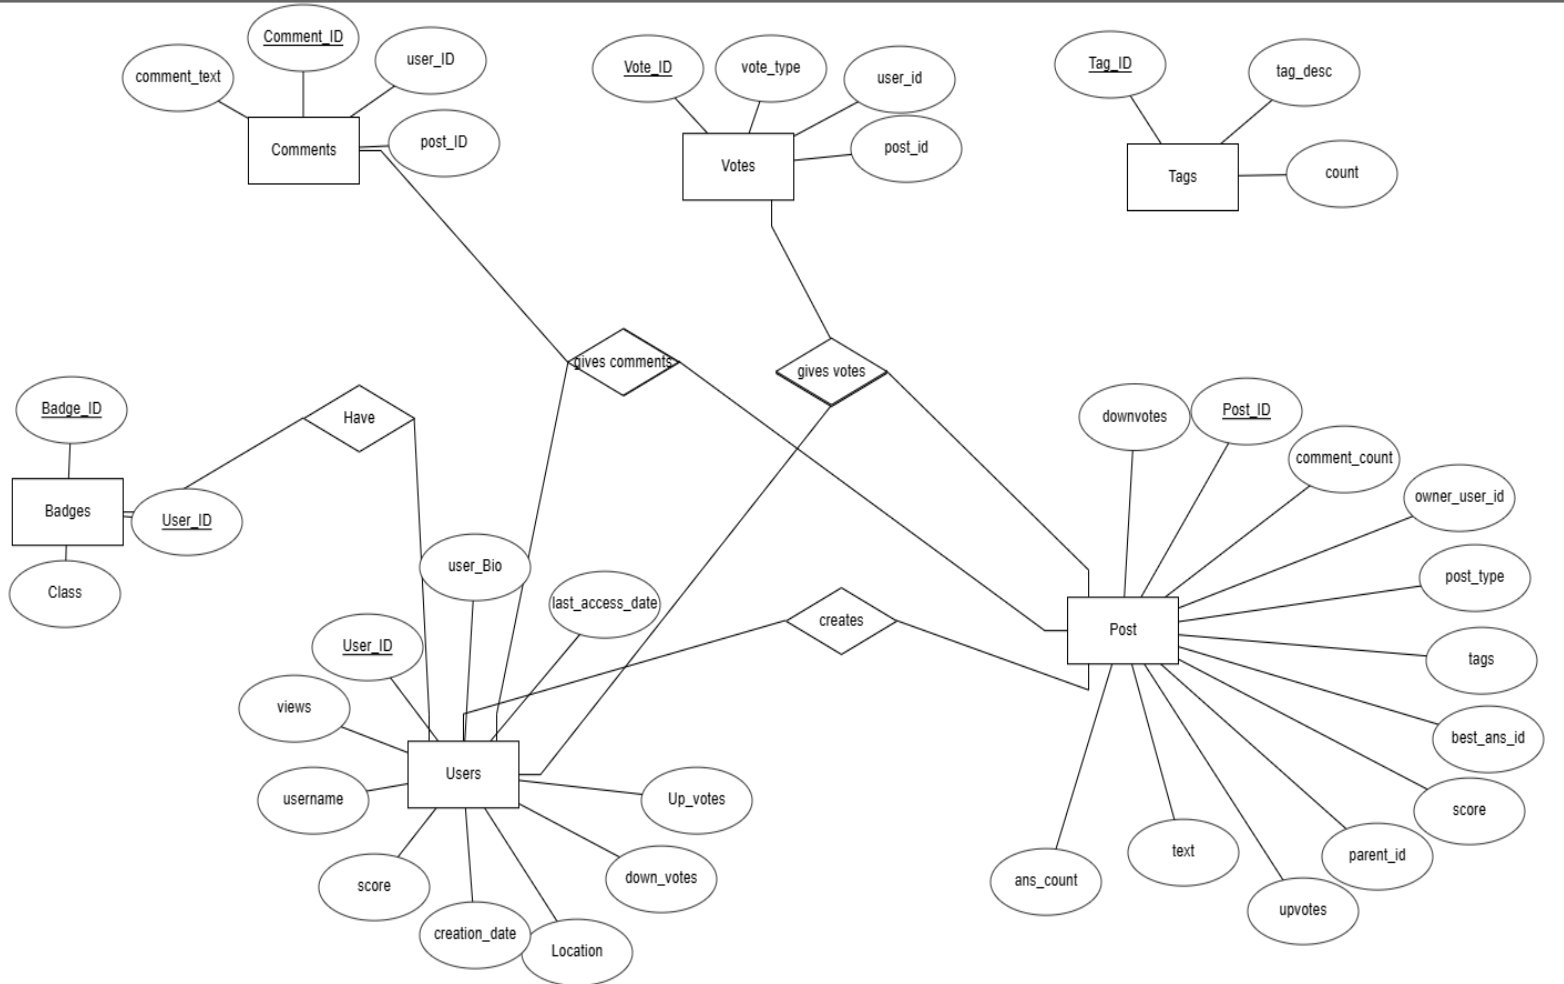 Comment_ID
comment_text
user_ID
post_ID
Comments
Vote_ID
vote_type
user_id
post_id
Votes
Tag_ID
tag_desc
count
Tags
gives comments
gives votes
Have
Badge_ID
Badges
User_ID
Class
user_Bio
last_access_date
User_ID
views
Users
username
Up_votes
score
down_votes
creation_date
Location
creates
downvotes
Post_ID
comment_count
owner_user_id
post_type
Post
tags
best_ans_id
score
parent_id
upvotes
text
ans_count